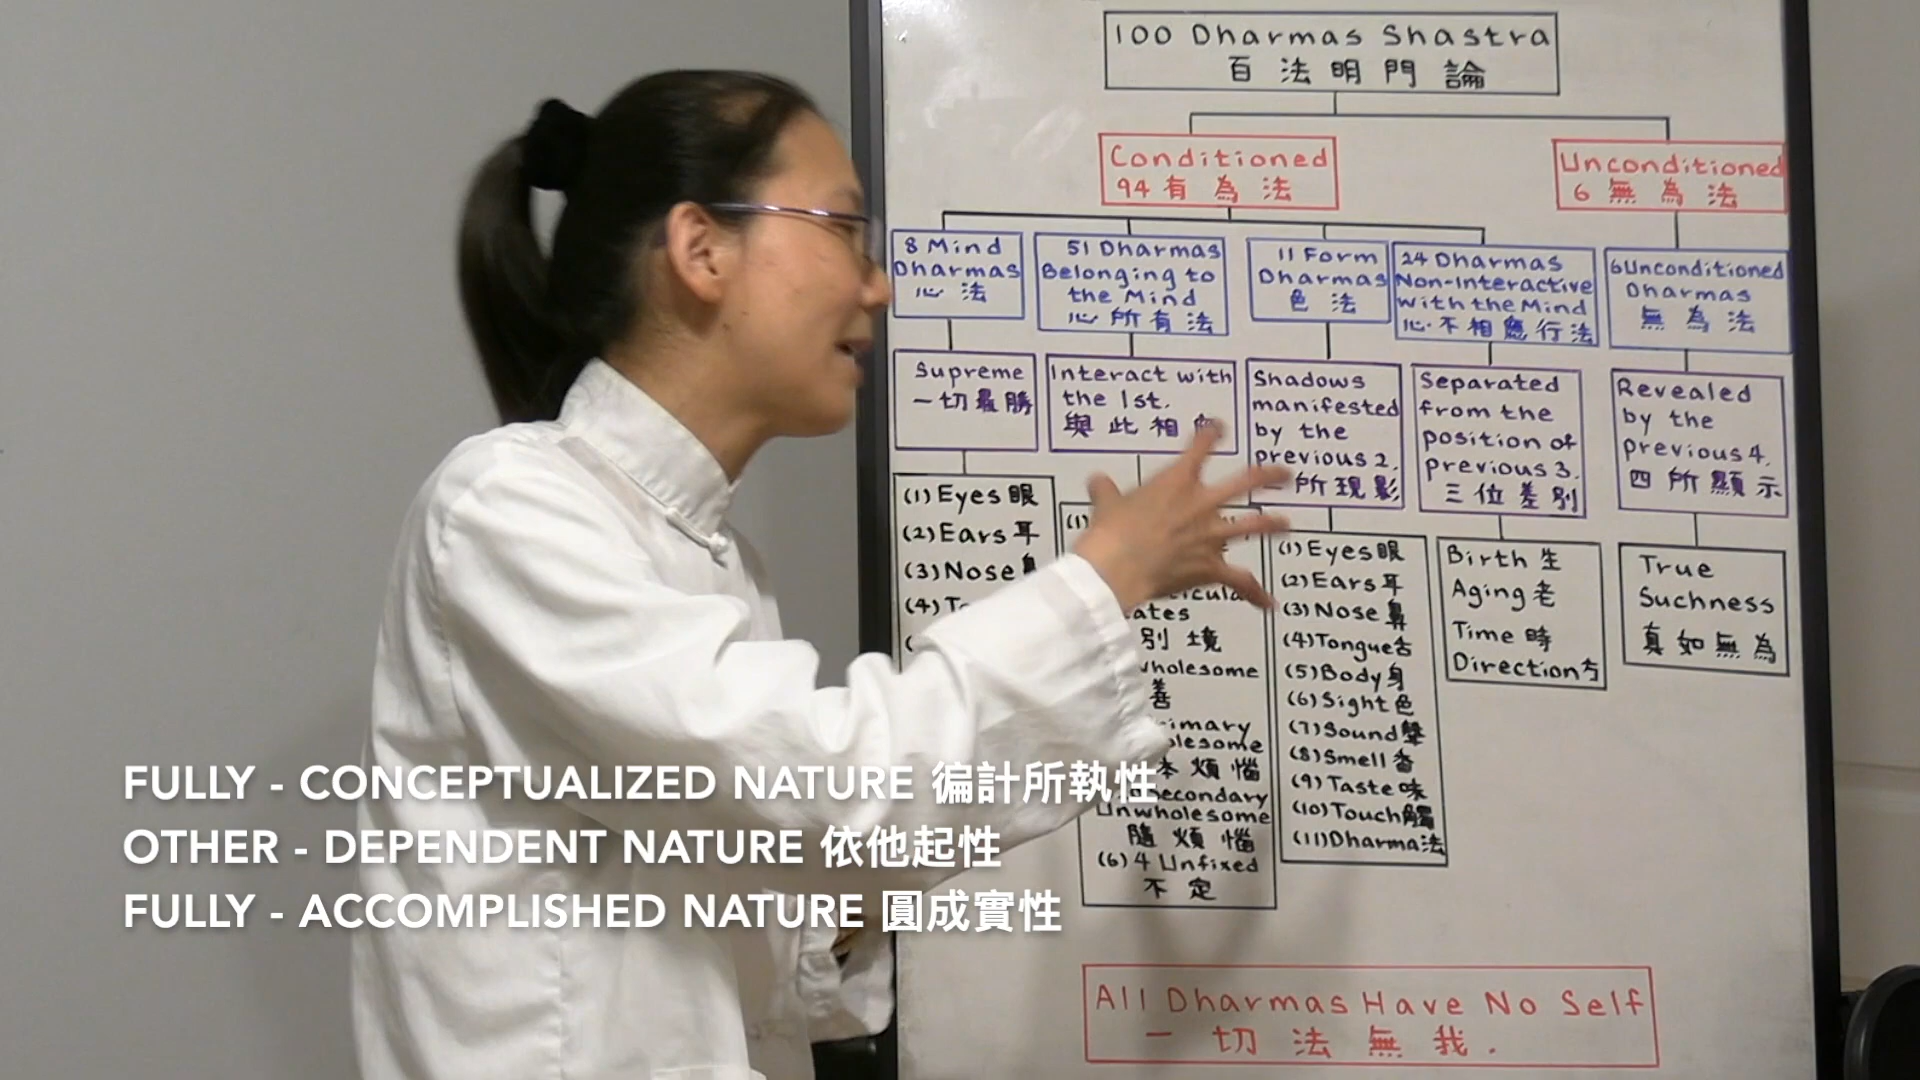 100 Dharmas Shastra
百法明門論
Conditioned
94有為法
Unconditioned
6無為法
8 Mind
Dharmas
心法
51 Dharmas
Belonging to
the Mind
心所有法
11 Form
Dharmas
色法
24 Dharmas
Non-Interactive
with the Mind
心不相應行法
6Unconditioned
Dharmas
無為法
Supreme
一切最勝
Interact with
the 1st.
與此相
Shadows
manifested
by the
previous 2.
所現影
Separated
from the
position of
previous 3.
三位差別
Revealed
by the
previous 4.
四所顯示
(1) Eyes 眼
(2) Ears 耳
(3) Nose
(4)
(1)
ates
別境
wholesome
善
不定
(6) 4 Unfixed
Secondary
Unwholesome
隨煩惱
(1) Eyes 眼
(2) Ears 耳
(3) Nose 鼻
(4) Tongue 舌
(5) Body 身
(6) Sight 色
(7) Sound 聲
(8) Smell 香
(9) Taste 味
(10) Touch 觸
(11) Dharma 法
Birth 生
Aging 老
Time 時
Direction 方
True
Suchness
真如無為
FULLY - CONCEPTUALIZED NATURE 徧計所執性
OTHER - DEPENDENT NATURE 依他起性
FULLY - ACCOMPLISHED NATURE 圓成實性
All Dharmas Have No Self
一切法無我.